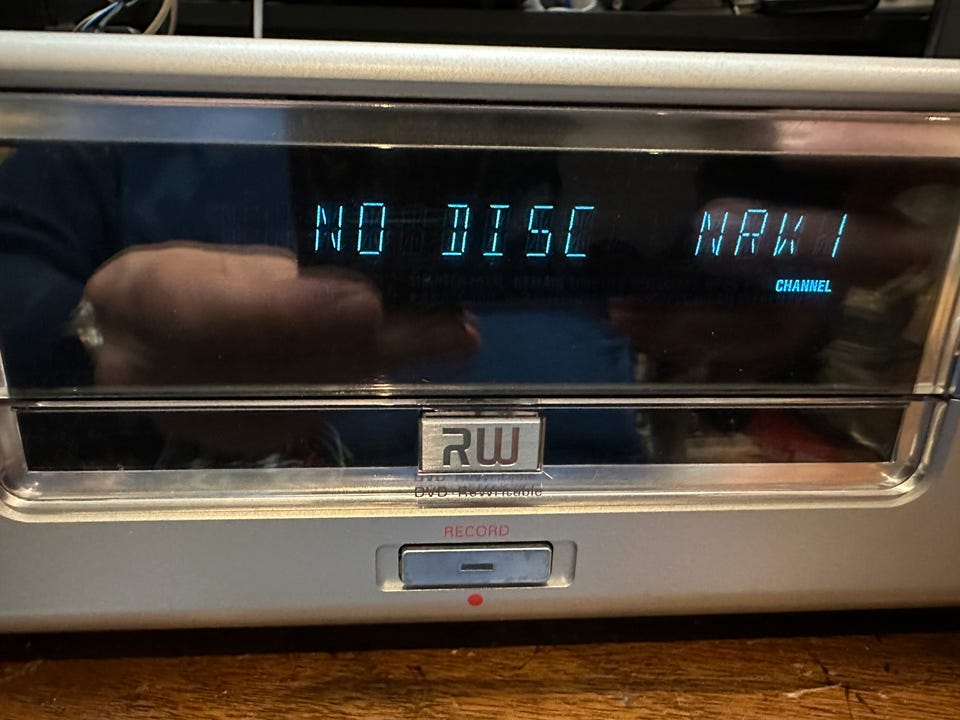 NO DISC NRW1
CHANNEL
RW
DVD+ReWritable
RECORD